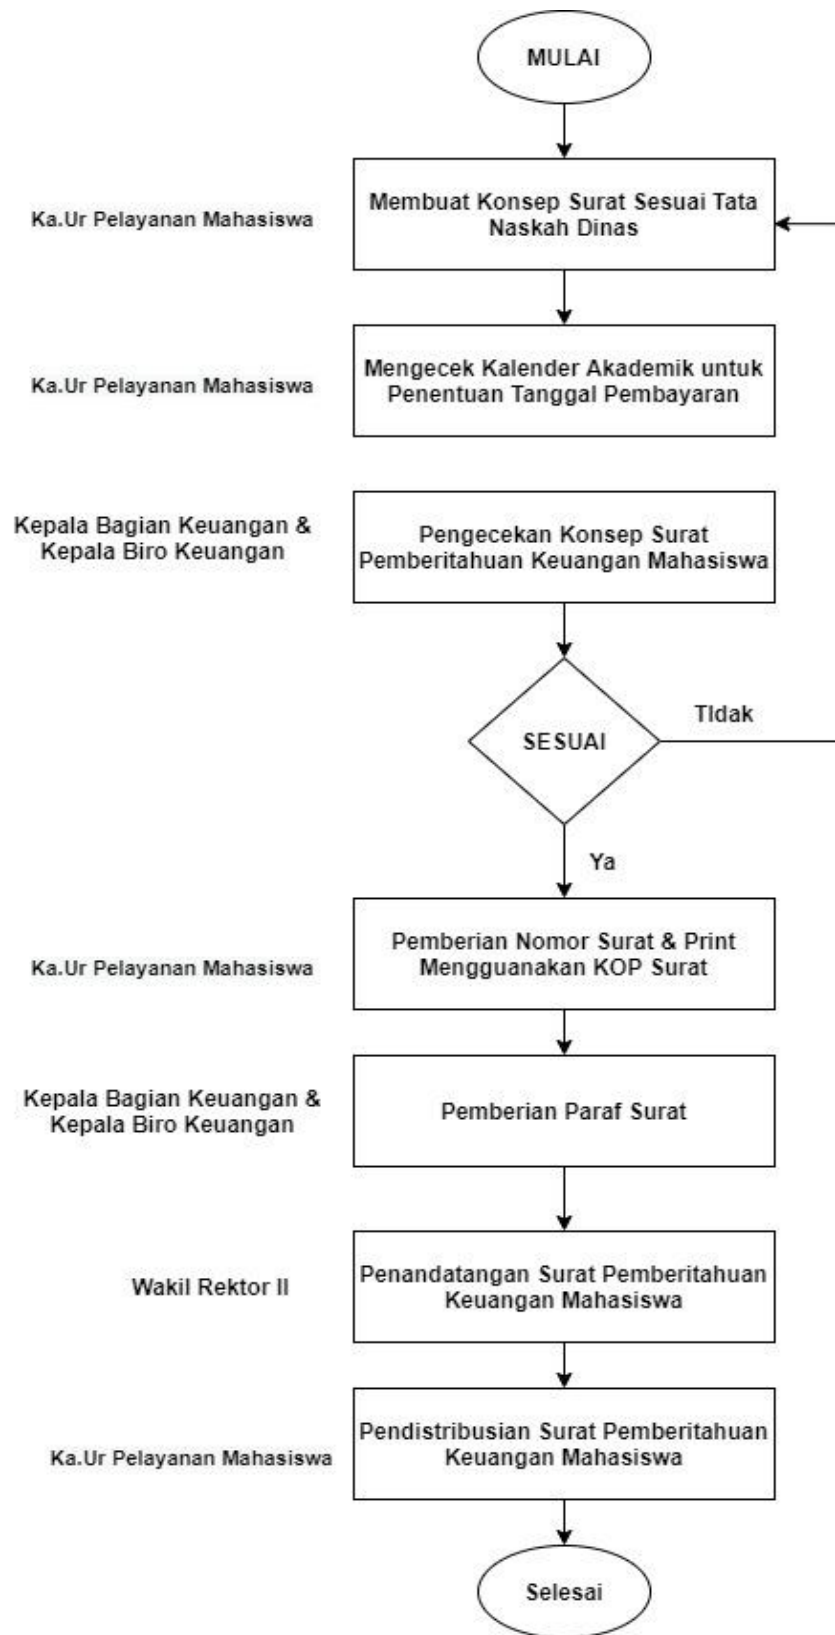 MULAI
Ka.Ur Pelayanan Mahasiswa
Membuat Konsep Surat Sesuai Tata
Naskah Dinas
Ka.Ur Pelayanan Mahasiswa
Mengecek Kalender Akademik untuk
Penentuan Tanggal Pembayaran
Kepala Bagian Keuangan &
Kepala Biro Keuangan
Pengecekan Konsep Surat
Pemberitahuan Keuangan Mahasiswa
SESUAI
TIdak
Ya
Ka.Ur Pelayanan Mahasiswa
Pemberian Nomor Surat & Print
Mengguanakan KOP Surat
Kepala Bagian Keuangan &
Kepala Biro Keuangan
Pemberian Paraf Surat
Wakil Rektor II
Penandatangan Surat Pemberitahuan
Keuangan Mahasiswa
Ka.Ur Pelayanan Mahasiswa
Pendistribusian Surat Pemberitahuan
Keuangan Mahasiswa
Selesai